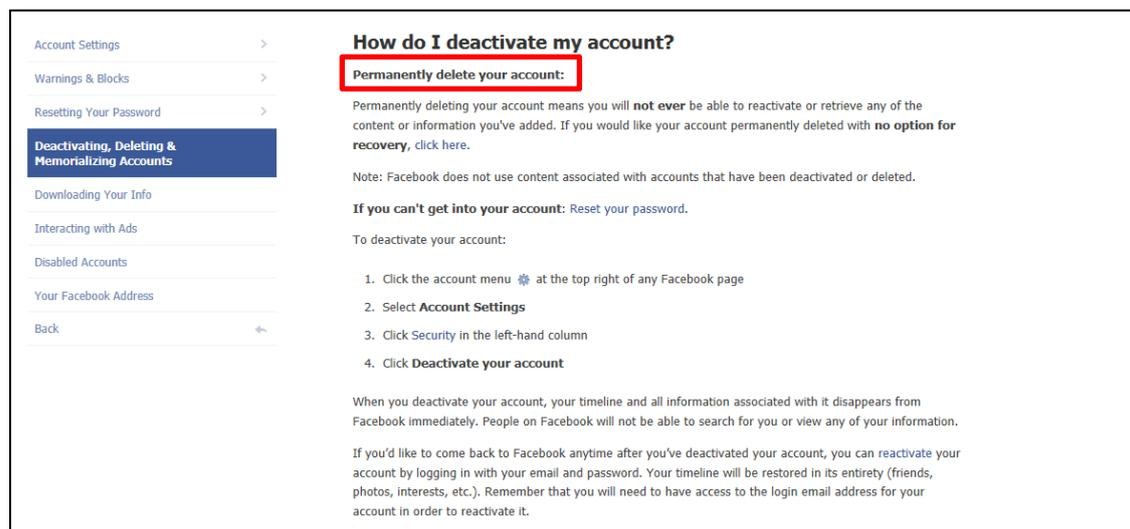 Account Settings
Warnings & Blocks
Resetting Your Password
Deactivating, Deleting &
Memorializing Accounts
Downloading Your Info
Interacting with Ads
Disabled Accounts
Your Facebook Address
Back
How do I deactivate my account?
Permanently delete your account:
Permanently deleting your account means you will not ever be able to reactivate or retrieve any of the
content or information you've added. If you would like your account permanently deleted with no option for
recovery, click here.
Note: Facebook does not use content associated with accounts that have been deactivated or deleted.
If you can't get into your account: Reset your password.
To deactivate your account:
1. Click the account menu at the top right of any Facebook page
2. Select Account Settings
3. Click Security in the left-hand column
4. Click Deactivate your account
When you deactivate your account, your timeline and all information associated with it disappears from
Facebook immediately. People on Facebook will not be able to search for you or view any of your information.
If you'd like to come back to Facebook anytime after you've deactivated your account, you can reactivate your
account by logging in with your email and password. Your timeline will be restored in its entirety (friends,
photos, interests, etc.). Remember that you will need to have access to the login email address for your
account in order to reactivate it.